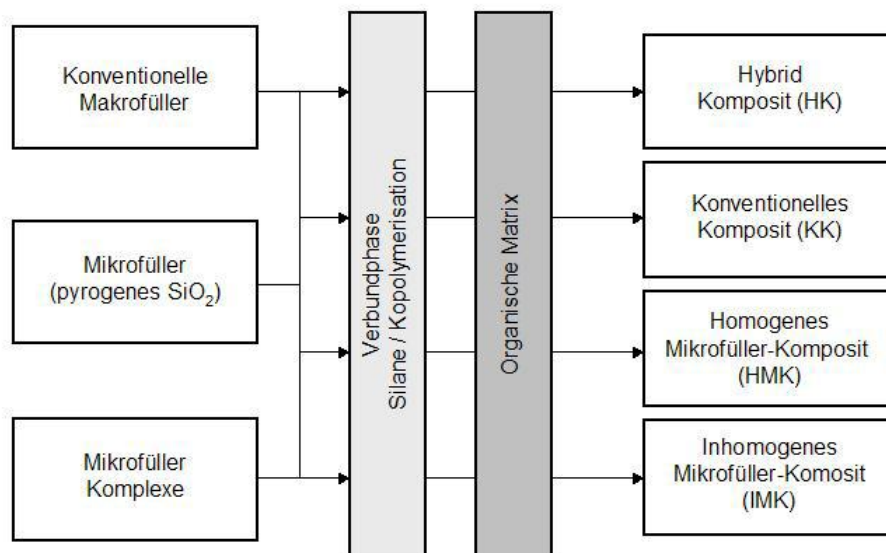 Konventionelle
Makrofüller
Mikrofüller
(pyrogenes SiO₂)
Mikrofüller
Komplexe
Verbundphase
Silane / Kopolymerisation
Organische Matrix
Hybrid
Komposit (HK)
Konventionelles
Komposit (KK)
Homogenes
Mikrofüller-Komposit
(HMK)
Inhomogenes
Mikrofüller-Komosit
(IMK)